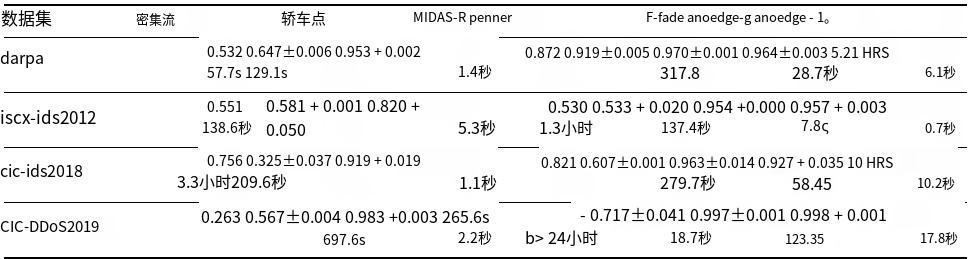 数据集 密集流 轿车点 MIDAS-R penner F-fade anoedge-g anoedge - 1。
darpa 0.532 0.647±0.006 0.953 + 0.002 0.872 0.919±0.005 0.970±0.001 0.964±0.003 5.21 HRS
57.7s 129.1s 1.4秒 317.8 28.7秒 6.1秒
iscx-ids2012 0.551 0.581 + 0.001 0.820 + 0.530 0.533 + 0.020 0.954 +0.000 0.957 + 0.003
138.6秒 0.050 5.3秒 1.3小时 137.4秒 7.8ς 0.7秒
cic-ids2018 0.756 0.325±0.037 0.919 + 0.019 0.821 0.607±0.001 0.963±0.014 0.927 + 0.035 10 HRS
3.3小时209.6秒 1.1秒 279.7秒 58.45 10.2秒
CIC-DDoS2019 0.263 0.567±0.004 0.983 +0.003 265.6s - 0.717±0.041 0.997±0.001 0.998 + 0.001
697.6s 2.2秒 b> 24小时 18.7秒 123.35 17.8秒